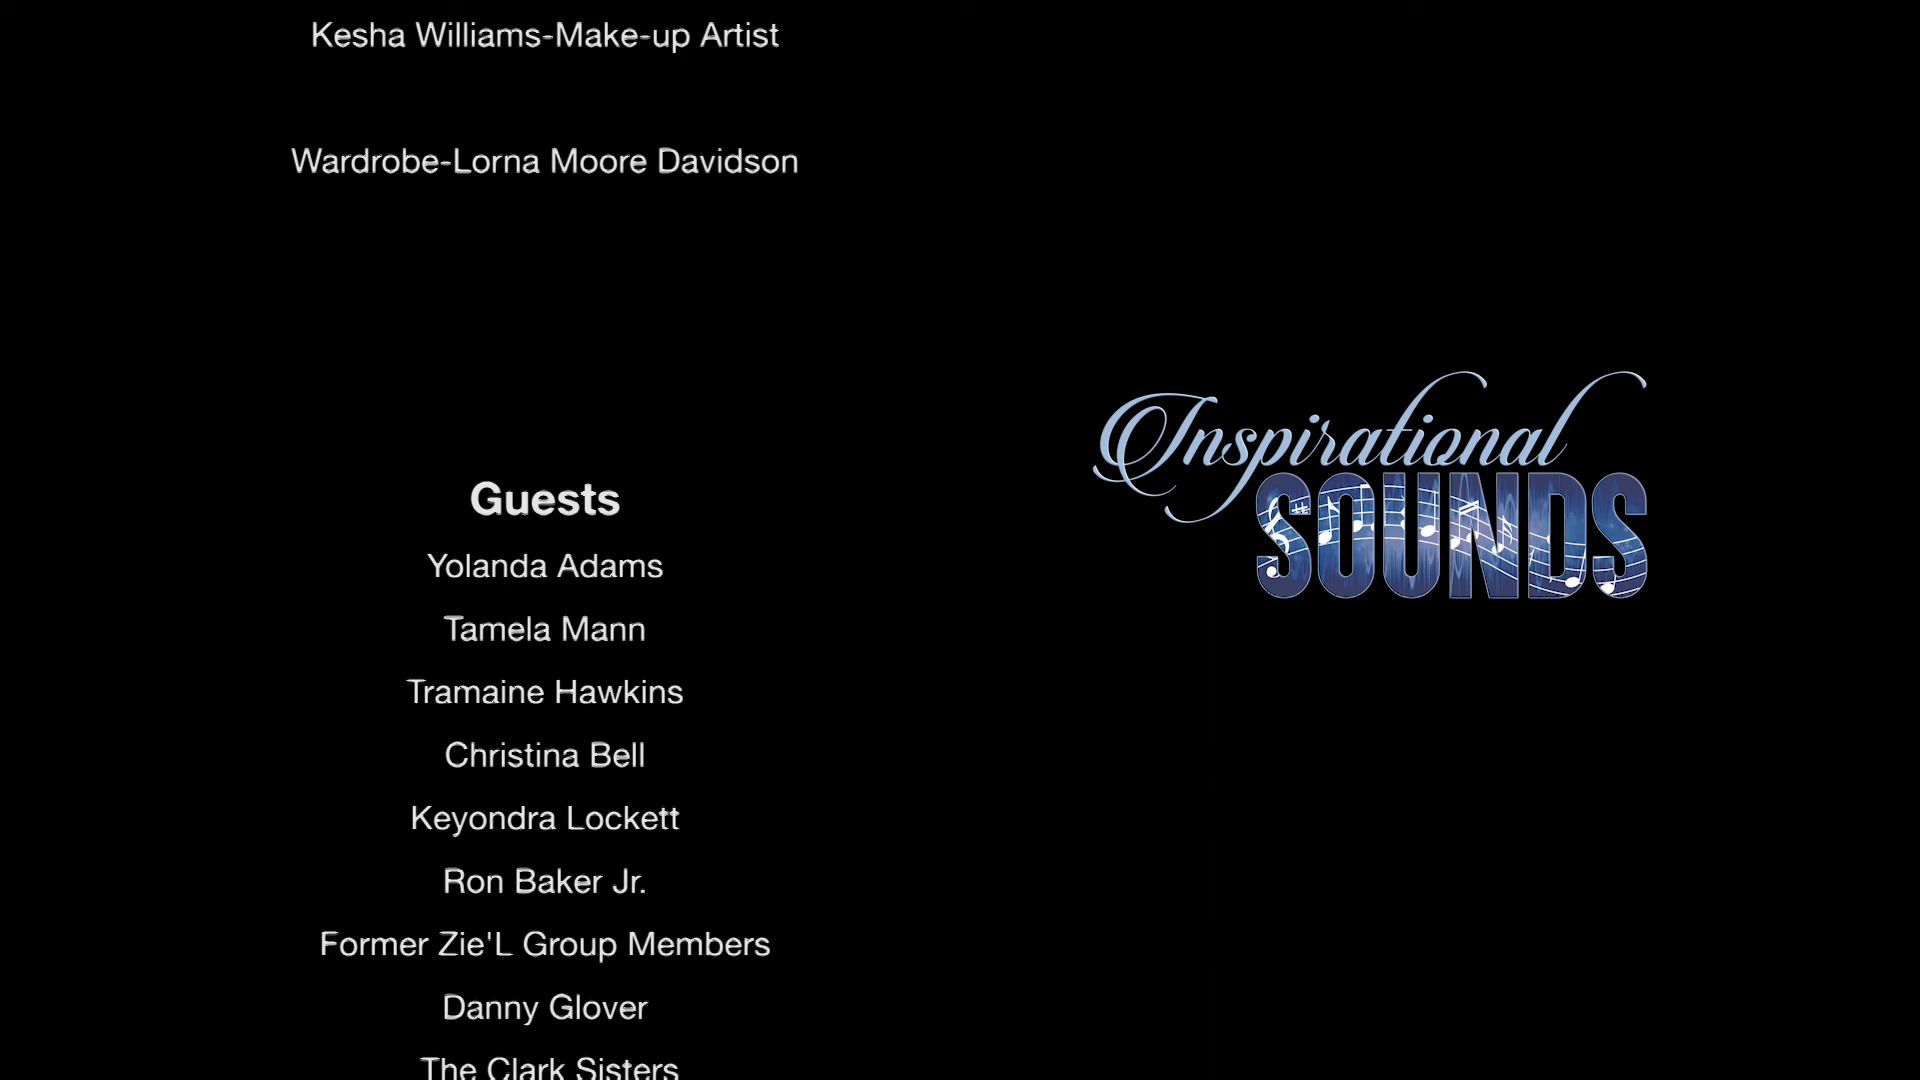 Kesha Williams-Make-up Artist
Wardrobe-Lorna Moore Davidson
Guests
Yolanda Adams
Tamela Mann
Tramaine Hawkins
Christina Bell
Keyondra Lockett
Ron Baker Jr.
Former Zie'L Group Members
Danny Glover
The Clark Sisters
Inspirational
SOUNDS